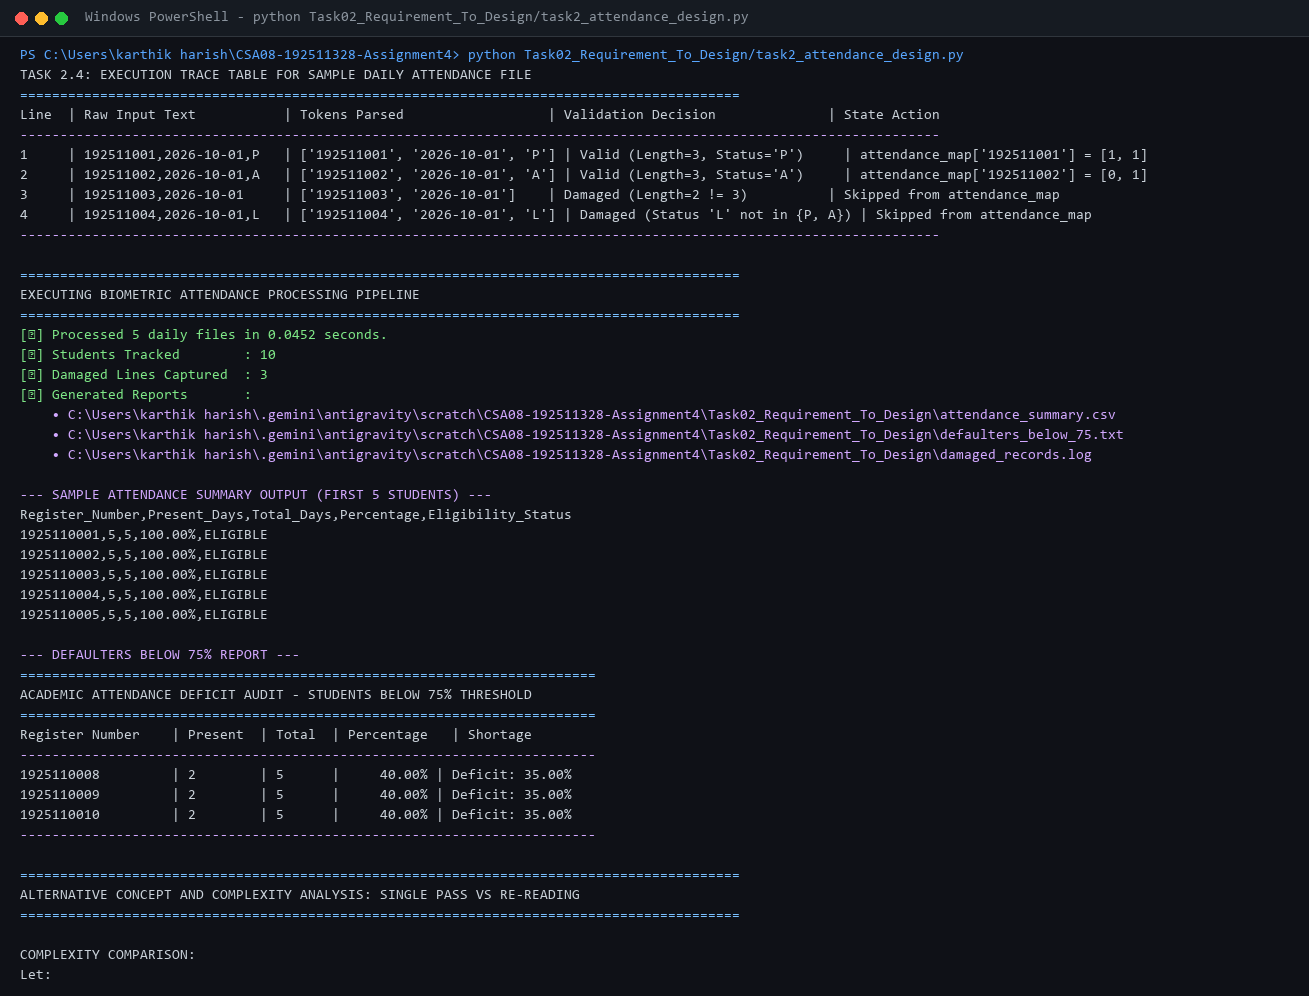 Windows PowerShell - python Task02_Requirement_To_Design/task2_attendance_design.py
PS C:\Users\karthik harish\CSA08-192511328-Assignment4> python Task02_Requirement_To_Design/task2_attendance_design.py
TASK 2.4: EXECUTION TRACE TABLE FOR SAMPLE DAILY ATTENDANCE FILE
==========================================================================================
Line  | Raw Input Text           | Tokens Parsed                  | Validation Decision              | State Action
-------------------------------------------------------------------------------------------------------------------
1     | 192511001,2026-10-01,P   | ['192511001', '2026-10-01', 'P'] | Valid (Length=3, Status='P')     | attendance_map['192511001'] = [1, 1]
2     | 192511002,2026-10-01,A   | ['192511002', '2026-10-01', 'A'] | Valid (Length=3, Status='A')     | attendance_map['192511002'] = [0, 1]
3     | 192511003,2026-10-01     | ['192511003', '2026-10-01']    | Damaged (Length=2 != 3)          | Skipped from attendance_map
4     | 192511004,2026-10-01,L   | ['192511004', '2026-10-01', 'L'] | Damaged (Status 'L' not in {P, A}) | Skipped from attendance_map
-------------------------------------------------------------------------------------------------------------------
==========================================================================================
EXECUTING BIOMETRIC ATTENDANCE PROCESSING PIPELINE
==========================================================================================
[⍰] Processed 5 daily files in 0.0452 seconds.
[⍰] Students Tracked        : 10
[⍰] Damaged Lines Captured  : 3
[⍰] Generated Reports       :
    • C:\Users\karthik harish\.gemini\antigravity\scratch\CSA08-192511328-Assignment4\Task02_Requirement_To_Design\attendance_summary.csv
    • C:\Users\karthik harish\.gemini\antigravity\scratch\CSA08-192511328-Assignment4\Task02_Requirement_To_Design\defaulters_below_75.txt
    • C:\Users\karthik harish\.gemini\antigravity\scratch\CSA08-192511328-Assignment4\Task02_Requirement_To_Design\damaged_records.log
--- SAMPLE ATTENDANCE SUMMARY OUTPUT (FIRST 5 STUDENTS) ---
Register_Number,Present_Days,Total_Days,Percentage,Eligibility_Status
1925110001,5,5,100.00%,ELIGIBLE
1925110002,5,5,100.00%,ELIGIBLE
1925110003,5,5,100.00%,ELIGIBLE
1925110004,5,5,100.00%,ELIGIBLE
1925110005,5,5,100.00%,ELIGIBLE
--- DEFAULTERS BELOW 75% REPORT ---
========================================================================
ACADEMIC ATTENDANCE DEFICIT AUDIT - STUDENTS BELOW 75% THRESHOLD
========================================================================
Register Number    | Present  | Total  | Percentage   | Shortage
------------------------------------------------------------------------
1925110008         | 2        | 5      |     40.00% | Deficit: 35.00%
1925110009         | 2        | 5      |     40.00% | Deficit: 35.00%
1925110010         | 2        | 5      |     40.00% | Deficit: 35.00%
------------------------------------------------------------------------
==========================================================================================
ALTERNATIVE CONCEPT AND COMPLEXITY ANALYSIS: SINGLE PASS VS RE-READING
==========================================================================================
COMPLEXITY COMPARISON:
Let: